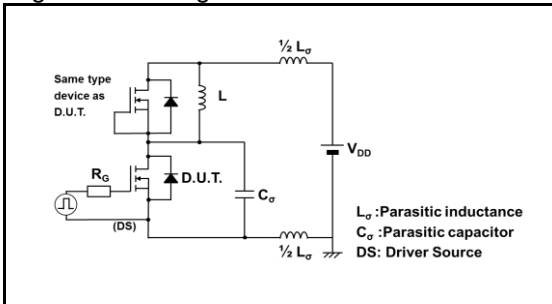 ½ Lσ
Same type
device as
D.U.T.
L
VDD
RG
D.U.T.
Cσ
(DS)
½ Lσ
Lσ :Parasitic inductance
Cσ :Parasitic capacitor
DS: Driver Source